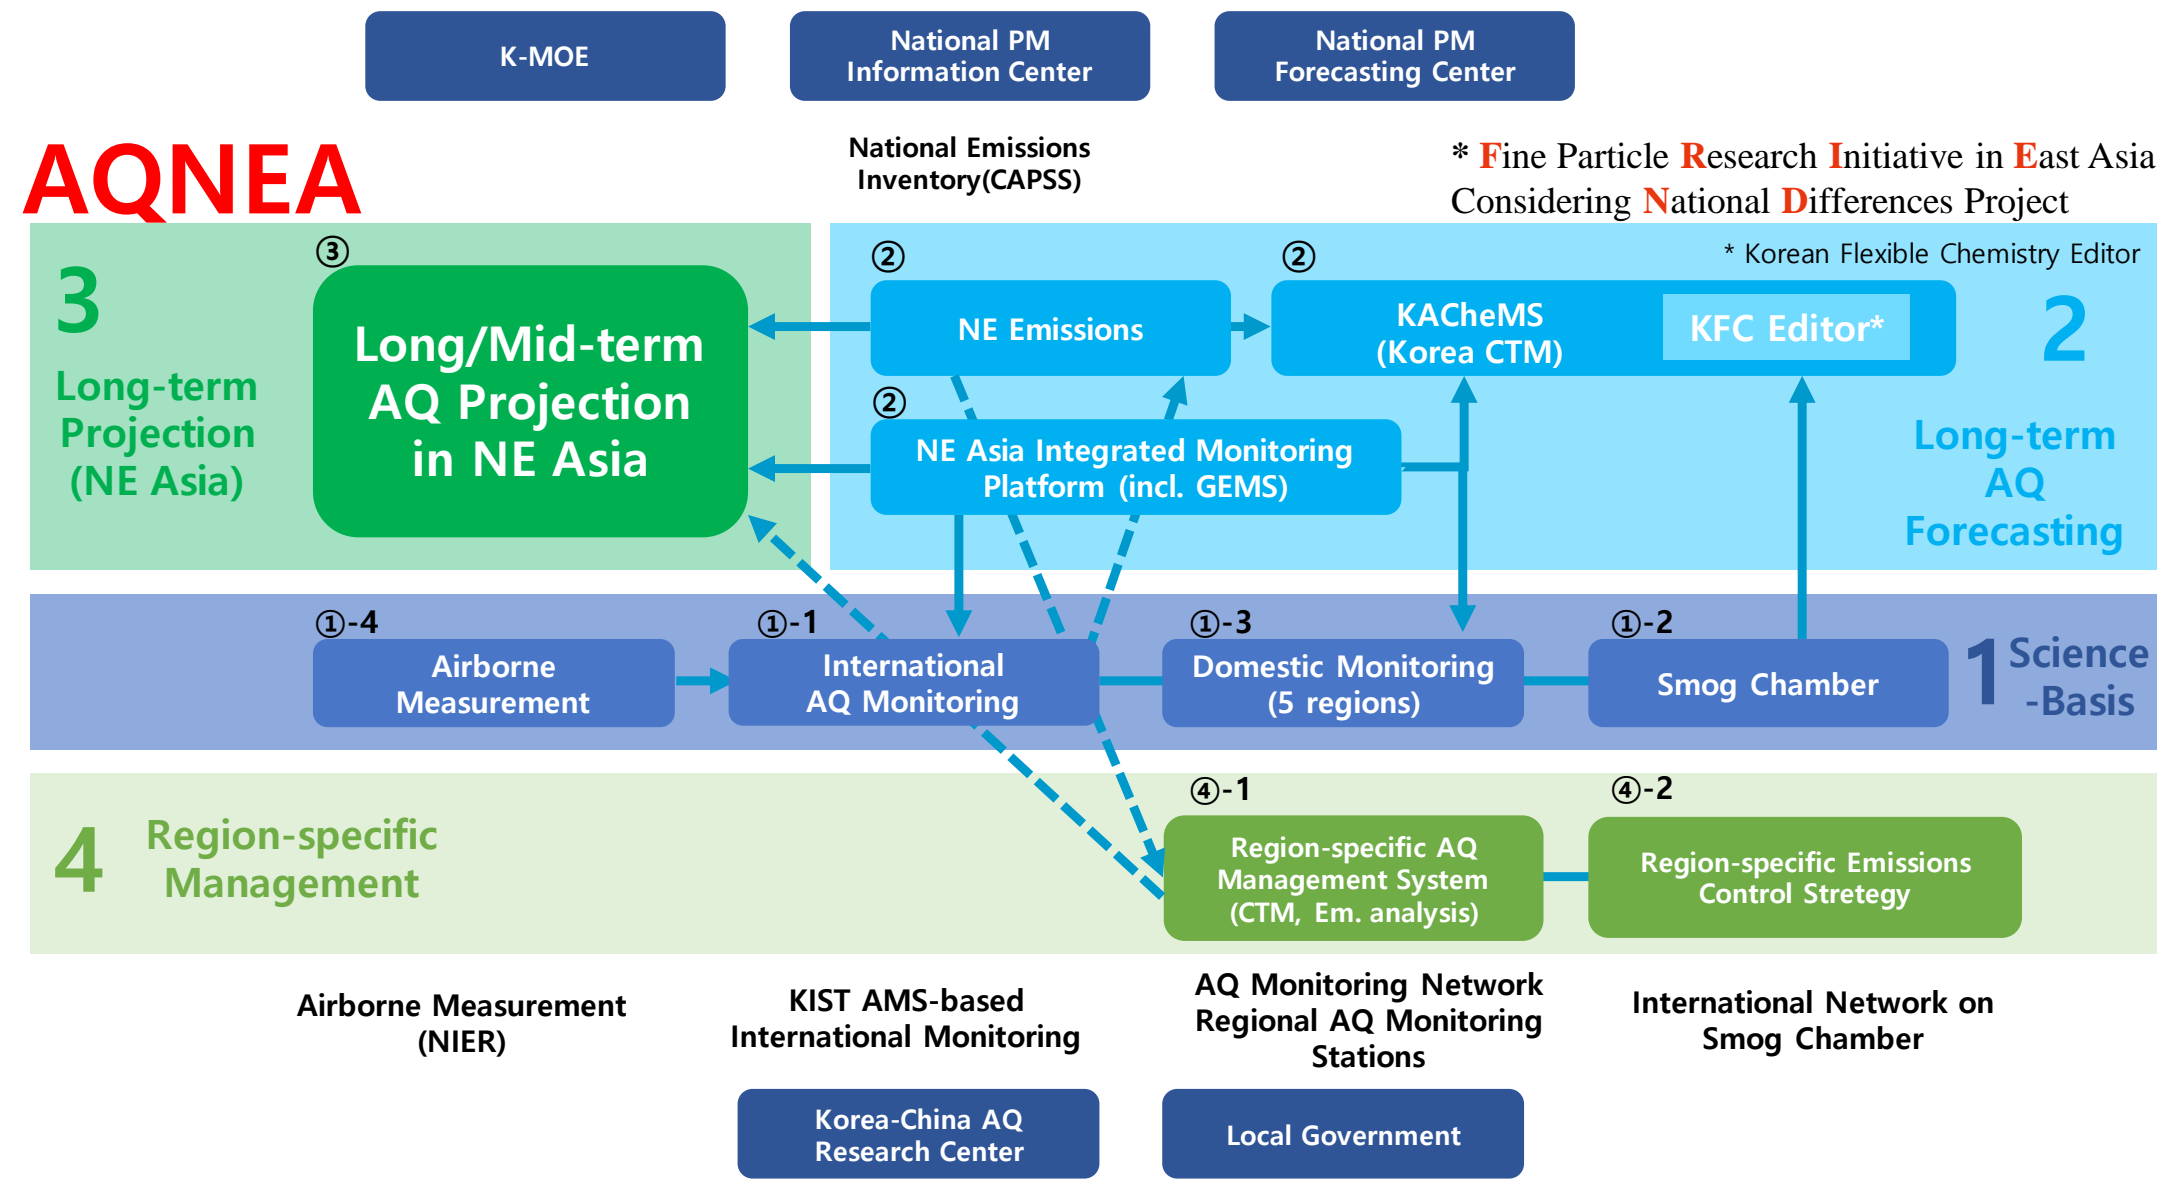 K-MOE
National PM
Information Center
National PM
Forecasting Center
AQNEA
National Emissions
Inventory(CAPSS)
* Fine Particle Research Initiative in East Asia
Considering National Differences Project
3
Long-term
Projection
(NE Asia)
③
Long/Mid-term
AQ Projection
in NE Asia
②
NE Emissions
②
NE Asia Integrated Monitoring
Platform (incl. GEMS)
②
* Korean Flexible Chemistry Editor
KACheMS
(Korea CTM)
KFC Editor*
2
Long-term
AQ
Forecasting
①-4
Airborne
Measurement
①-1
International
AQ Monitoring
①-3
Domestic Monitoring
(5 regions)
①-2
Smog Chamber
1
Science
-Basis
4
Region-specific
Management
④-1
Region-specific AQ
Management System
(CTM, Em. analysis)
④-2
Region-specific Emissions
Control Stretegy
Airborne Measurement
(NIER)
KIST AMS-based
International Monitoring
AQ Monitoring Network
Regional AQ Monitoring
Stations
International Network on
Smog Chamber
Korea-China AQ
Research Center
Local Government